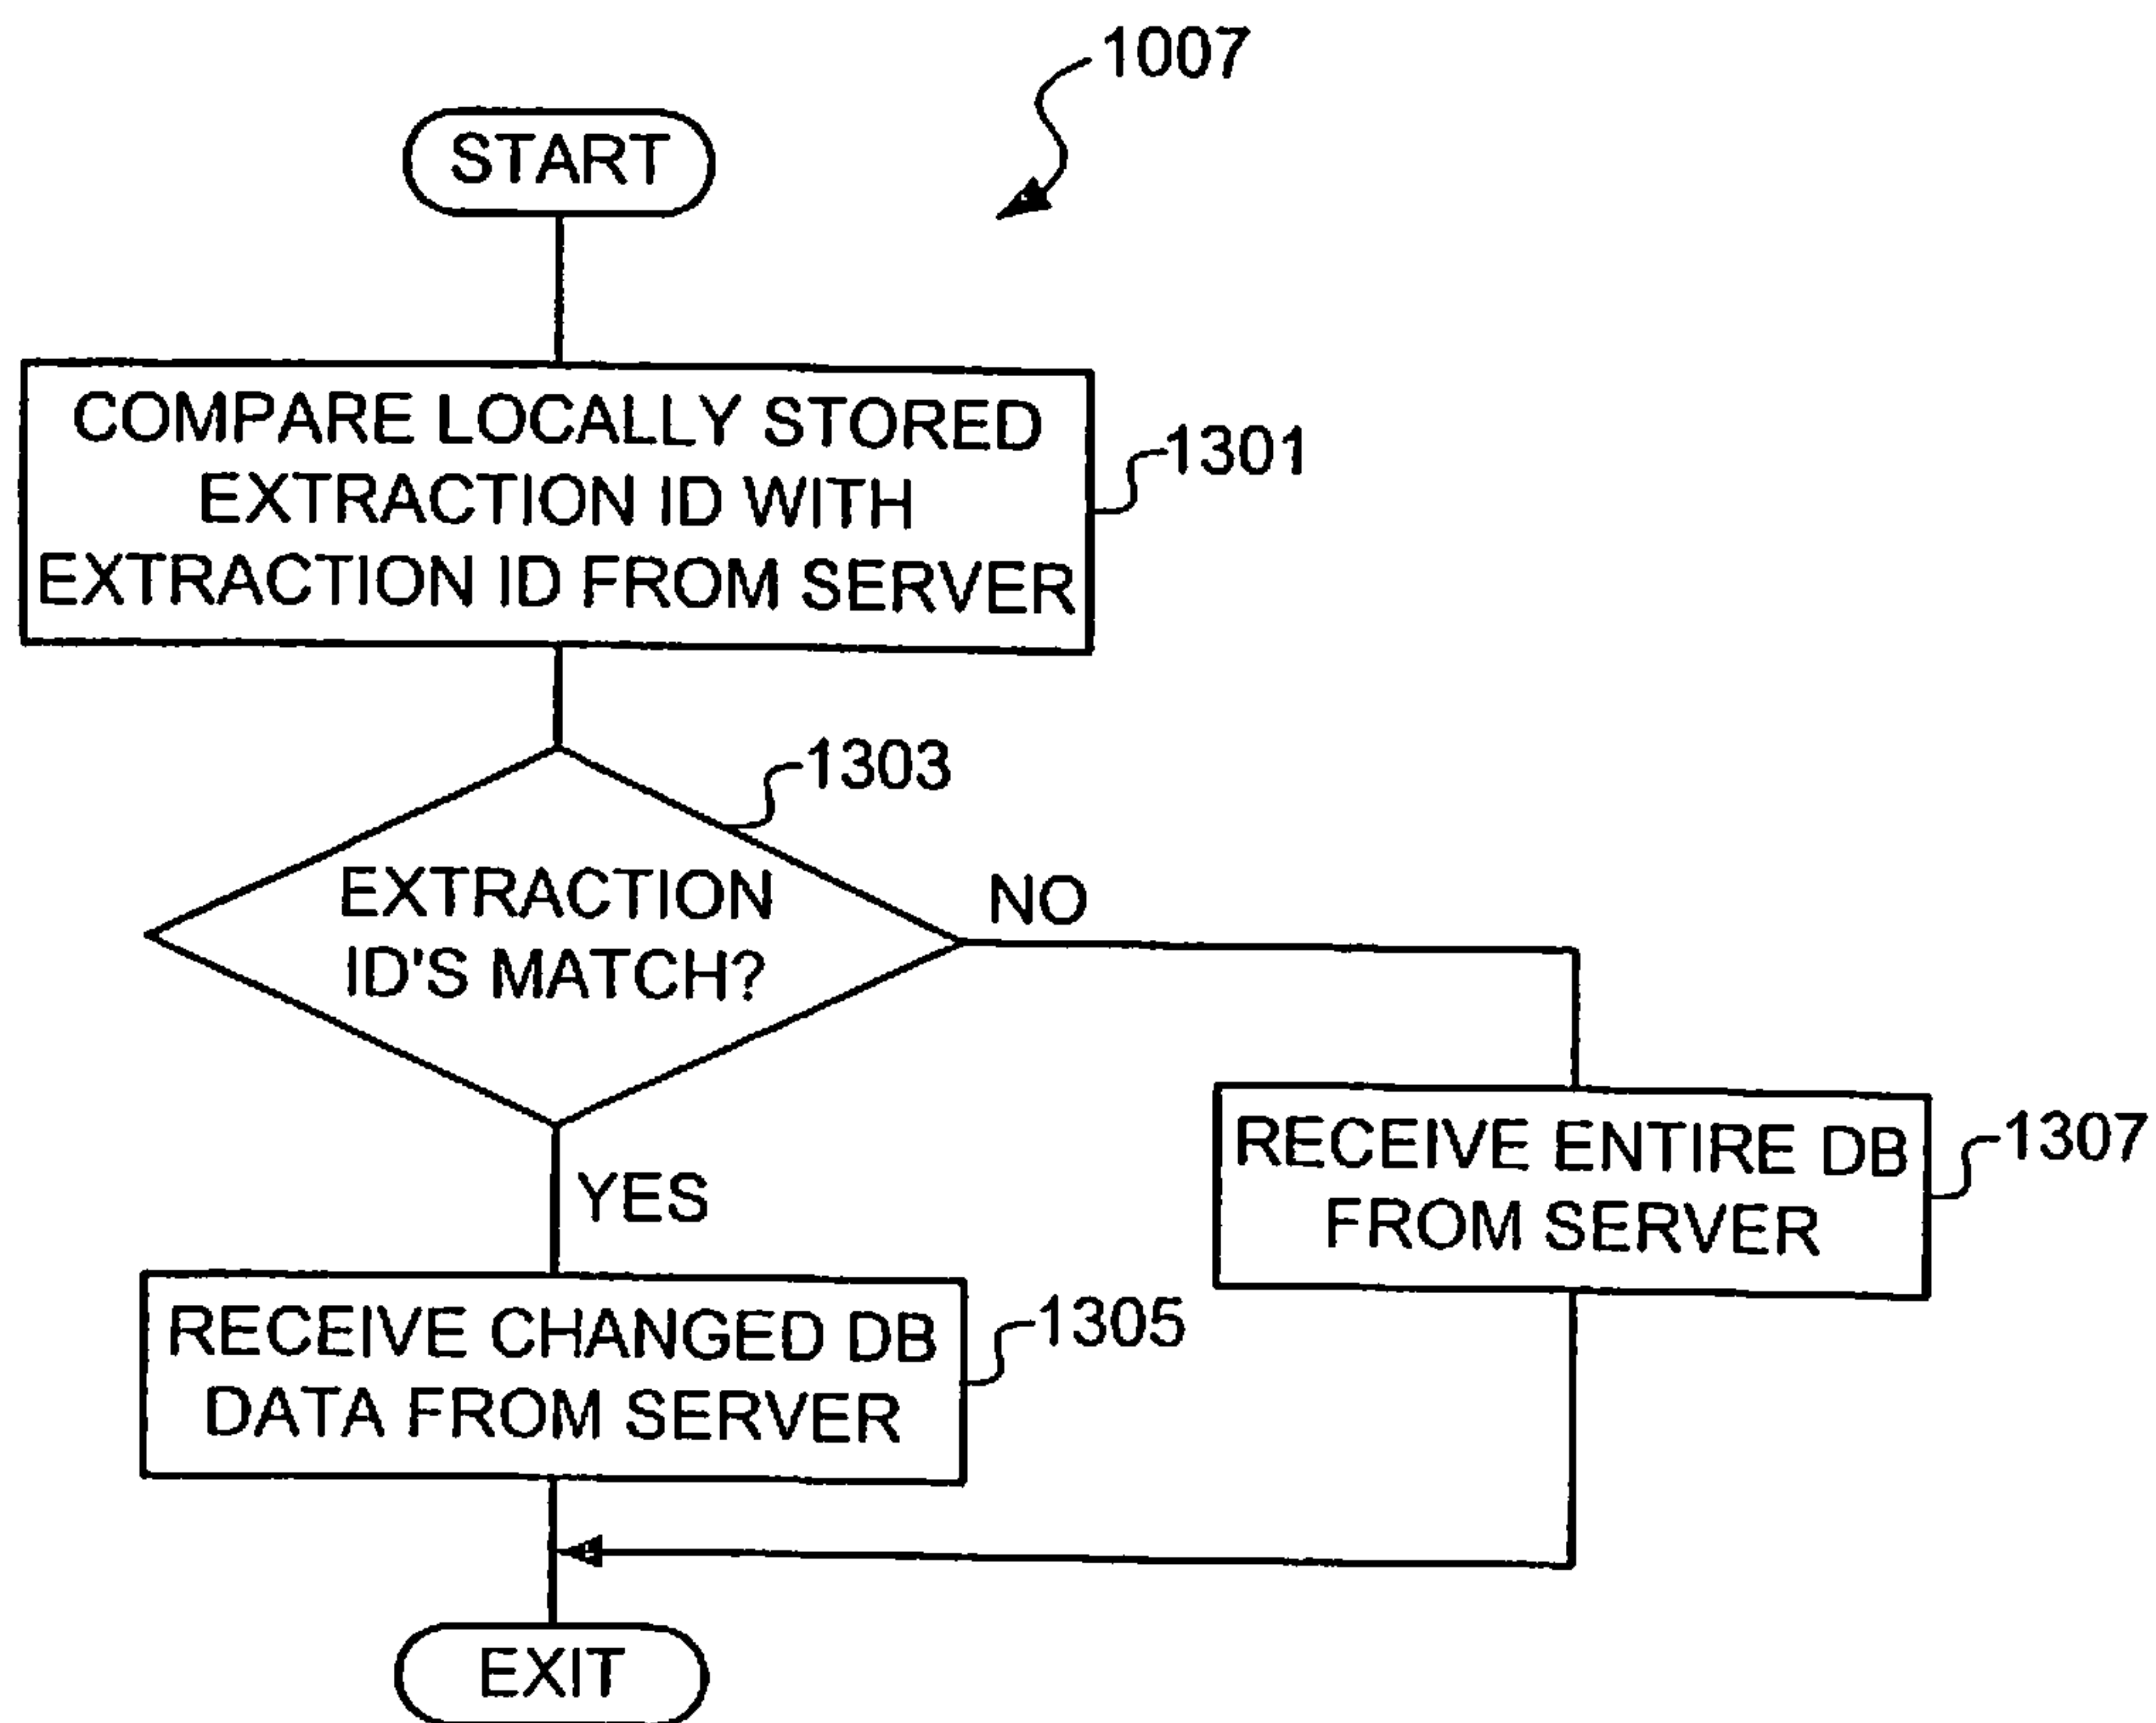 1007
START
COMPARE LOCALLY STORED
EXTRACTION ID WITH
EXTRACTION ID FROM SERVER
1301
1303
EXTRACTION
ID'S MATCH?
NO
YES
RECEIVE ENTIRE DB
FROM SERVER
1307
RECEIVE CHANGED DB
DATA FROM SERVER
1305
EXIT